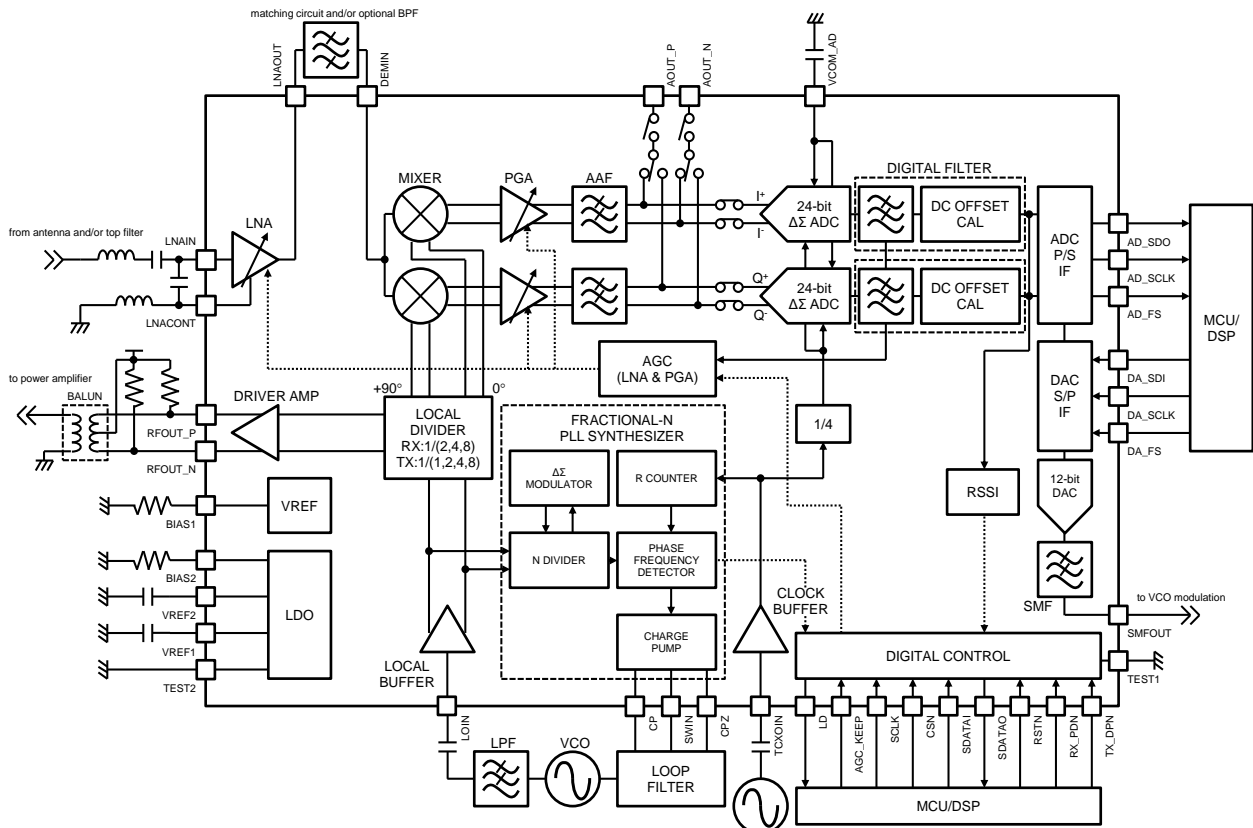 matching circuit and/or optional BPF
LNAOUT
DEMIN
AOUT_P
AOUT_N
VCOM_AD
MIXER
PGA
AAF
DIGITAL FILTER
I+
I-
24-bit
ΔΣ ADC
DC OFFSET
CAL
ADC
P/S
IF
AD_SDO
AD_SCLK
AD_FS
MCU/
DSP
from antenna and/or top filter
LNAIN
LNA
LNACONT
Q+
Q-
24-bit
ΔΣ ADC
DC OFFSET
CAL
AGC
(LNA & PGA)
DAC
S/P
IF
DA_SDI
DA_SCLK
DA_FS
to power amplifier
BALUN
RFOUT_P
RFOUT_N
DRIVER AMP
+90°
0°
LOCAL
DIVIDER
RX:1/(2,4,8)
TX:1/(1,2,4,8)
FRACTIONAL-N
PLL SYNTHESIZER
1/4
ΔΣ
MODULATOR
R COUNTER
RSSI
12-bit
DAC
BIAS1
VREF
N DIVIDER
PHASE
FREQUENCY
DETECTOR
SMF
BIAS2
VREF2
VREF1
TEST2
LDO
CLOCK
BUFFER
to VCO modulation
SMFOUT
CHARGE
PUMP
LOCAL
BUFFER
DIGITAL CONTROL
TEST1
LOIN
CP
SWIN
CPZ
TCXOIN
LD
AGC_KEEP
SCLK
CSN
SDATAI
SDATAO
RSTN
RX_PDN
TX_DPN
LPF
VCO
LOOP
FILTER
MCU/DSP